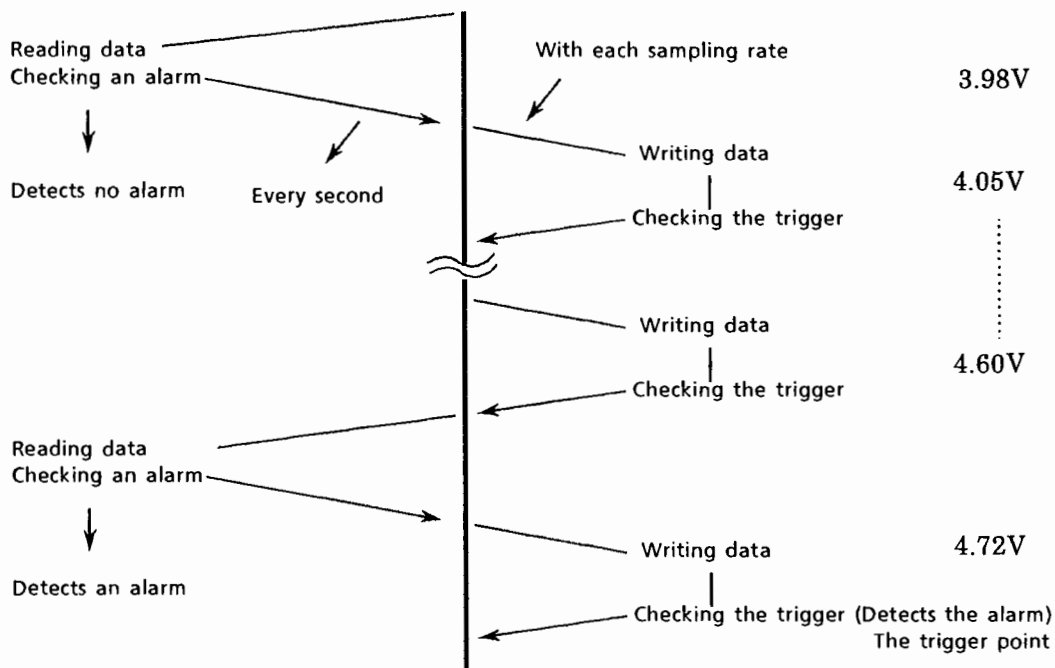 Reading data
Checking an alarm
With each sampling rate
3.98V
Writing data
Detects no alarm
Every second
4.05V
Checking the trigger
Writing data
4.60V
Checking the trigger
Reading data
Checking an alarm
Writing data
4.72V
Detects an alarm
Checking the trigger (Detects the alarm)
The trigger point